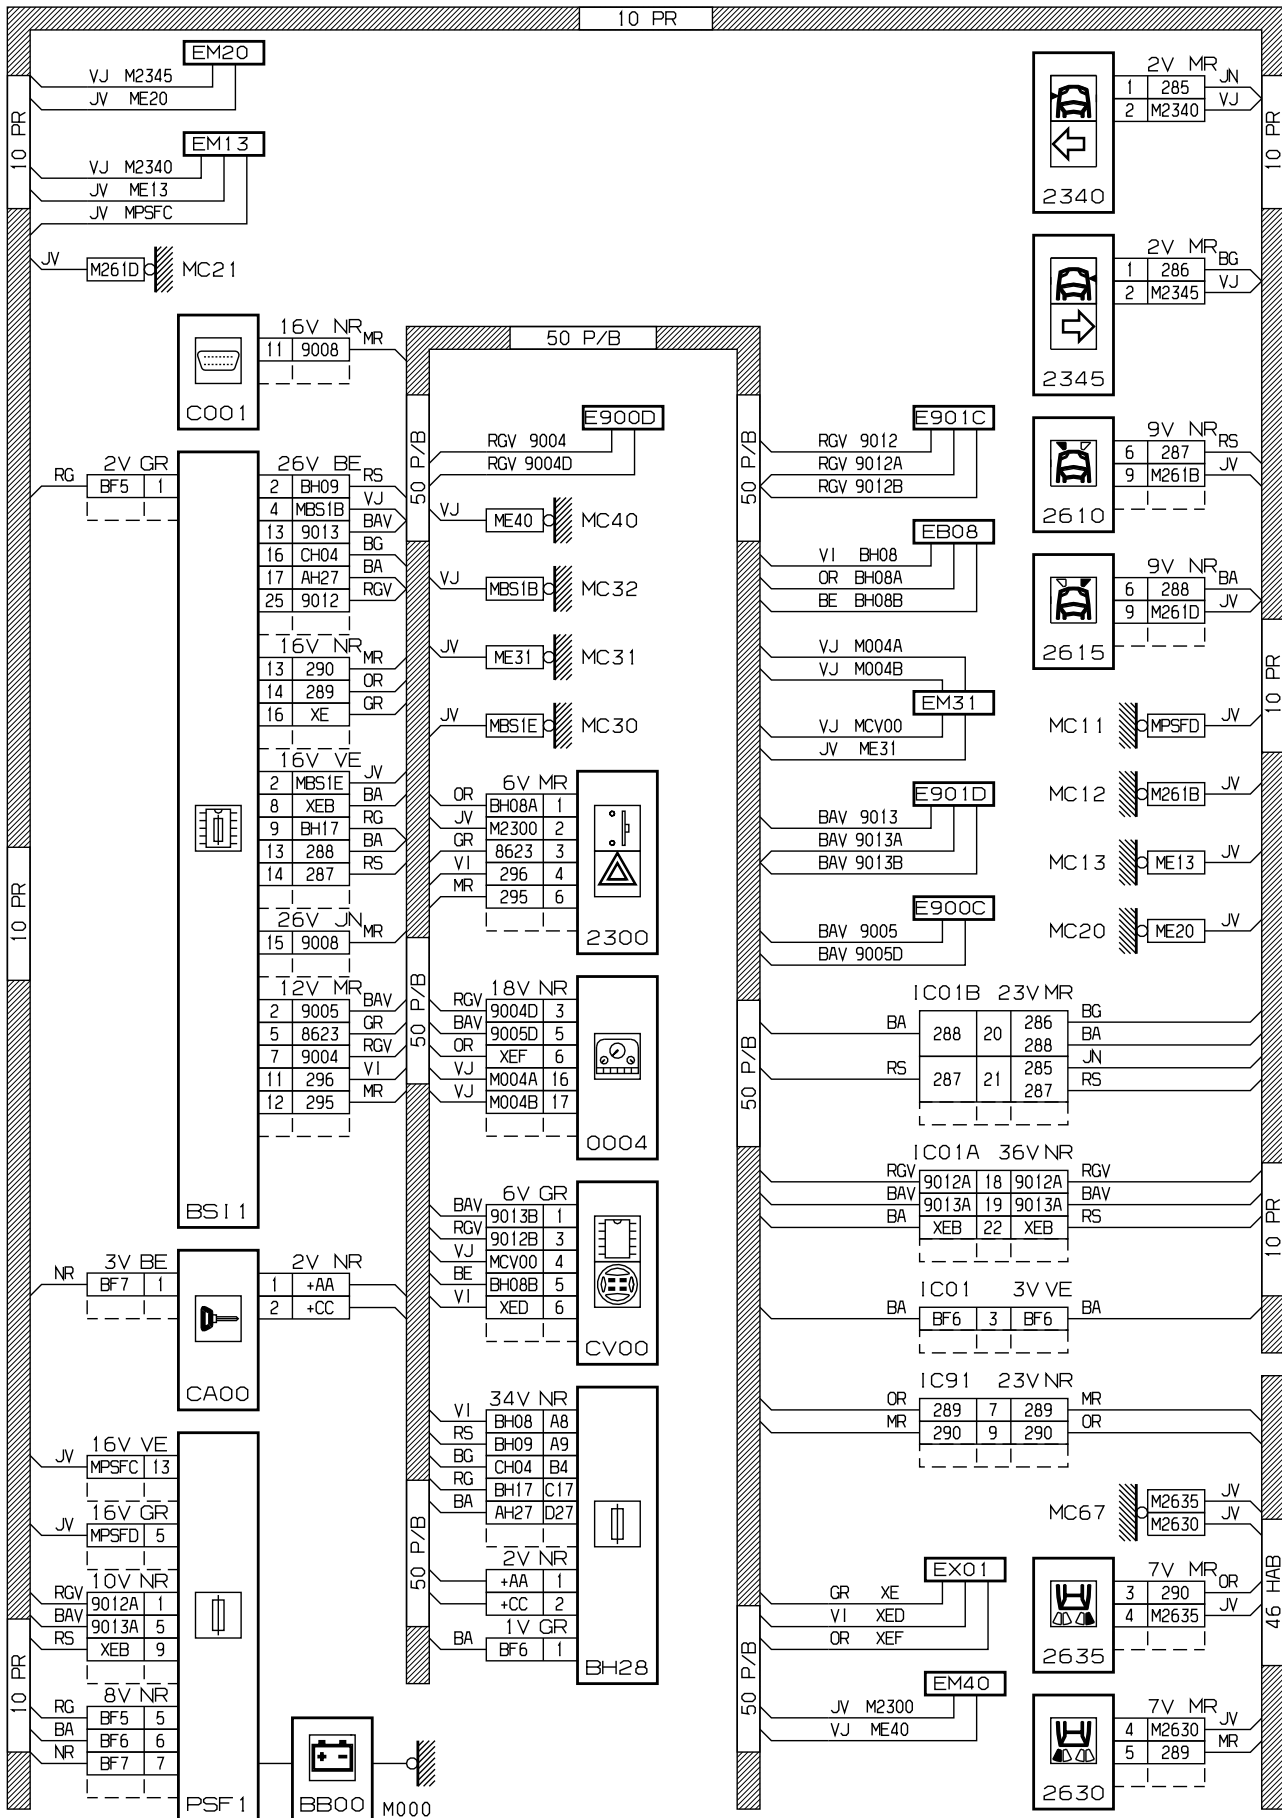 10 PR
EM20
VJ M2345
JV ME20
10 PR
EM13
VJ M2340
JV ME13
JV MPSFC
JV M261D MC21
16V NR
11 9008 MR
C001
2V GR
RG BF5 1
26V BE
2 BH09 RS
4 MBS1B VJ
13 9013 BAV
16 CH04 BG
17 AH27 BA
25 9012 RGV
16V NR
13 290 MR
14 289 OR
16 XE GR
16V VE
2 MBS1E JV
8 XEB BA
9 BH17 RG
13 288 BA
14 287 RS
26V JN
15 9008 MR
12V MR
2 9005 BAV
5 8623 GR
7 9004 RGV
11 296 VI
12 295 MR
BSI1
10 PR
3V BE
NR BF7 1
2V NR
1 +AA
2 +CC
CA00
16V VE
JV MPSFC 13
16V GR
JV MPSFD 5
10V NR
RGV 9012A 1
BAV 9013A 5
RS XEB 9
8V NR
RG BF5 5
BA BF6 6
NR BF7 7
PSF1
10 PR
BB00
M000
50 P/B
50 P/B
E900D
RGV 9004
RGV 9004D
VJ ME40 MC40
VJ MBS1B MC32
JV ME31 MC31
JV MBS1E MC30
6V MR
OR BH08A 1
JV M2300 2
GR 8623 3
VI 296 4
MR 295 6
2300
50 P/B
18V NR
RGV 9004D 3
BAV 9005D 5
OR XEF 6
VJ M004A 16
VJ M004B 17
0004
6V GR
BAV 9013B 1
RGV 9012B 3
VJ MCV00 4
BE BH08B 5
VI XED 6
CV00
34V NR
VI BH08 A8
RS BH09 A9
BG CH04 B4
RG BH17 C17
BA AH27 D27
2V NR
+AA 1
+CC 2
1V GR
BA BF6 1
BH28
50 P/B
50 P/B
E901C
RGV 9012
RGV 9012A
RGV 9012B
EB08
VI BH08
OR BH08A
BE BH08B
VJ M004A
VJ M004B
EM31
VJ MCV00
JV ME31
E901D
BAV 9013
BAV 9013A
BAV 9013B
E900C
BAV 9005
BAV 9005D
50 P/B
IC01B 23V MR
BA 288 20 286 BG
288 BA
RS 287 21 285 JN
287 RS
IC01A 36V NR
RGV 9012A 18 9012A RGV
BAV 9013A 19 9013A BAV
BA XEB 22 XEB RS
IC01 3V VE
BA BF6 3 BF6 BA
IC91 23V NR
OR 289 7 289 MR
MR 290 9 290 OR
MC67 M2635 JV
M2630 JV
EX01
GR XE
VI XED
OR XEF
EM40
JV M2300
VJ ME40
50 P/B
2V MR
1 285 JN
2 M2340 VJ
2340
10 PR
2V MR
1 286 BG
2 M2345 VJ
2345
9V NR
6 287 RS
9 M261B JV
2610
9V NR
6 288 BA
9 M261D JV
2615
10 PR
MC11 MPSFD JV
MC12 M261B JV
MC13 ME13 JV
MC20 ME20 JV
10 PR
7V MR
3 290 OR
4 M2635 JV
2635
46 HAB
7V MR
4 M2630 JV
5 289 MR
2630